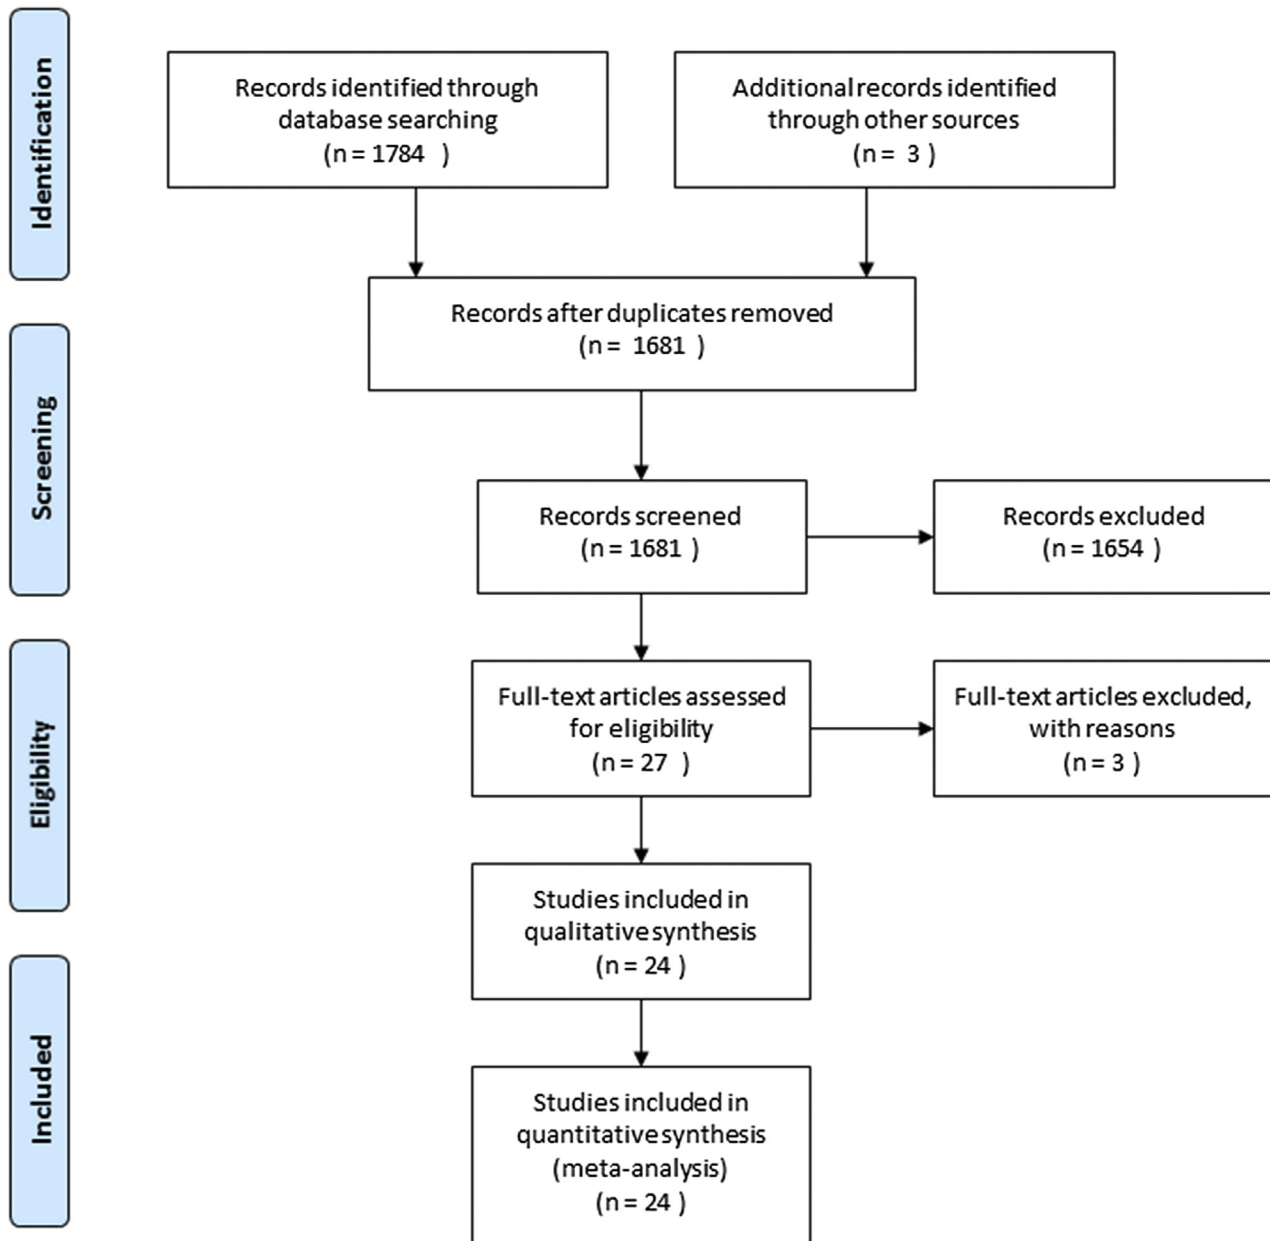 Identification
Records identified through
database searching
(n = 1784 )
Additional records identified
through other sources
(n = 3 )
Records after duplicates removed
(n = 1681 )
Screening
Records screened
(n = 1681 )
Records excluded
(n = 1654 )
Eligibility
Full-text articles assessed
for eligibility
(n = 27 )
Full-text articles excluded,
with reasons
(n = 3 )
Studies included in
qualitative synthesis
(n = 24 )
Included
Studies included in
quantitative synthesis
(meta-analysis)
(n = 24 )